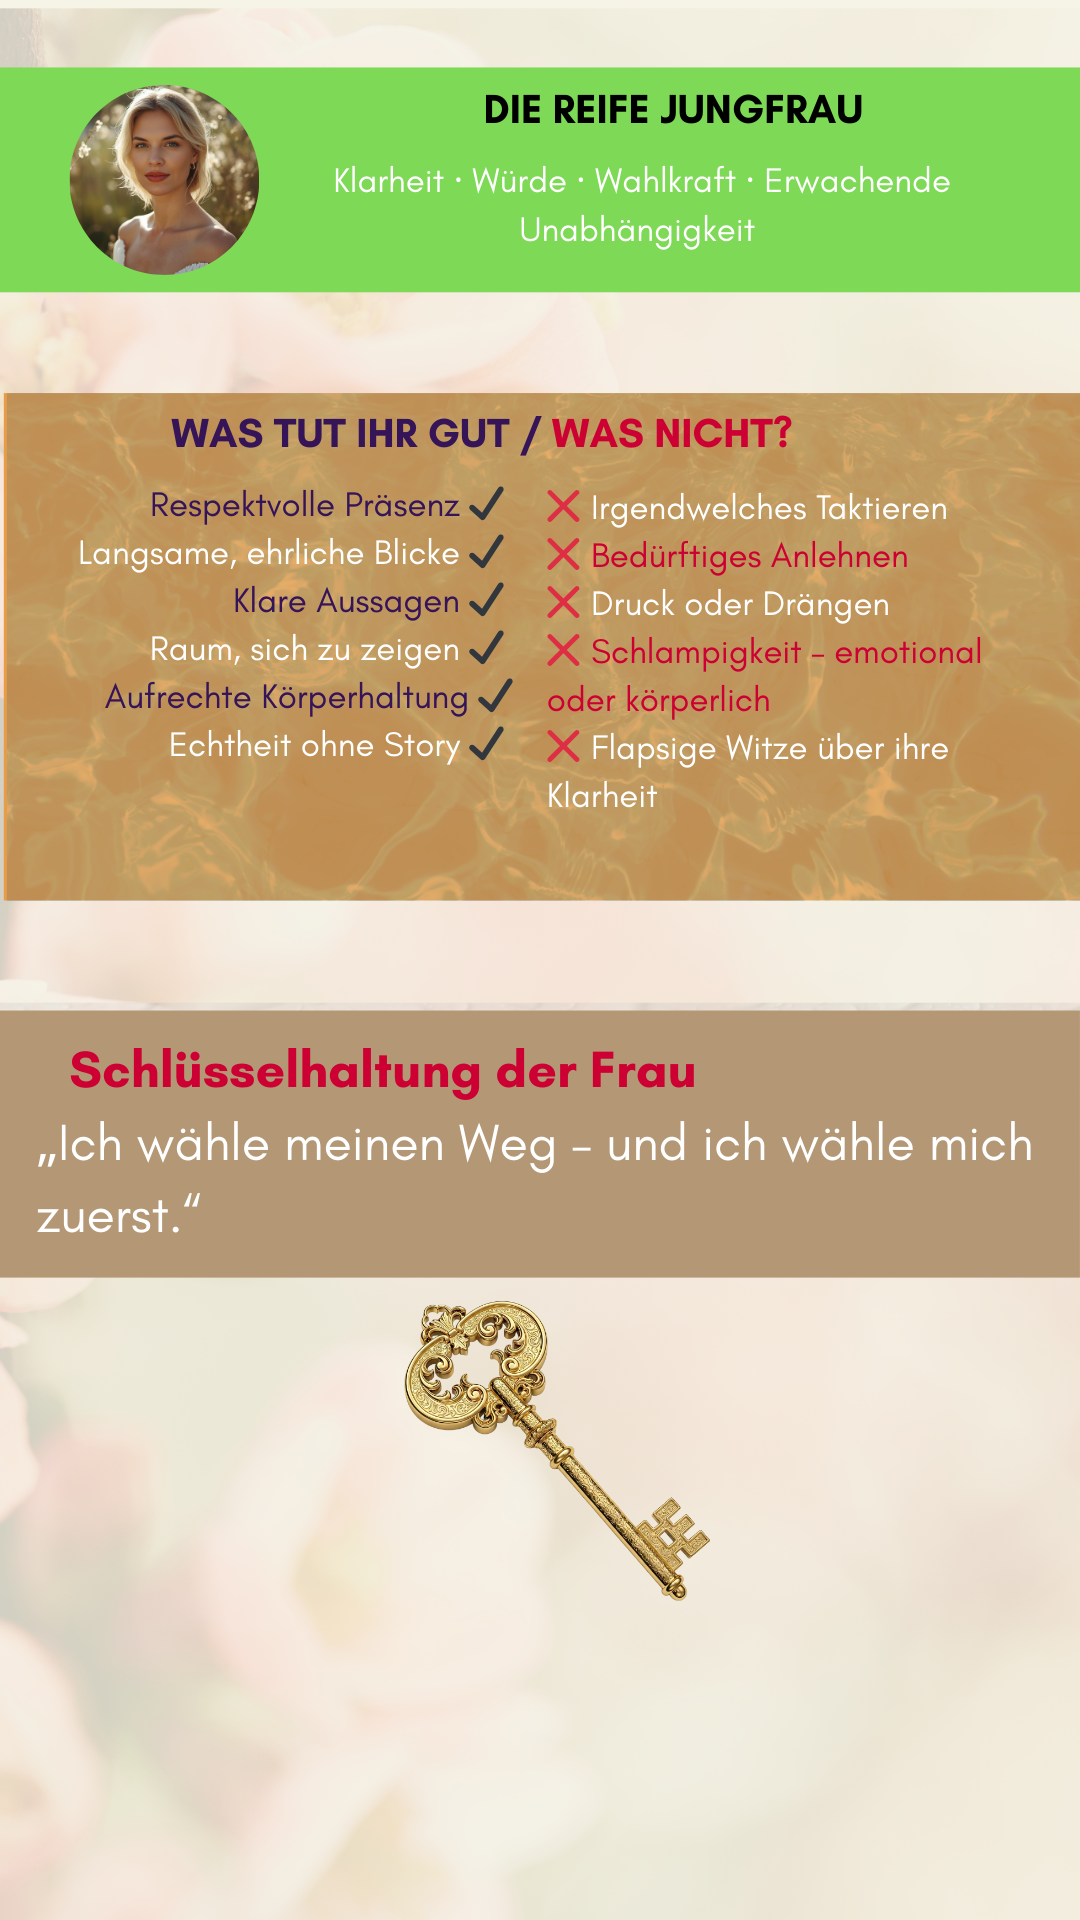 DIE REIFE JUNGFRAU
Klarheit · Würde · Wahlkraft · Erwachende
Unabhängigkeit
WAS TUT IHR GUT / WAS NICHT?
Respektvolle Präsenz ✓
Langsame, ehrliche Blicke ✓
Klare Aussagen ✓
Raum, sich zu zeigen ✓
Aufrechte Körperhaltung ✓
Echtheit ohne Story ✓
❌ Irgendwelches Taktieren
❌ Bedürftiges Anlehnen
❌ Druck oder Drängen
❌ Schlampigkeit – emotional
oder körperlich
❌ Flapsige Witze über ihre
Klarheit
Schlüsselhaltung der Frau
„Ich wähle meinen Weg – und ich wähle mich
zuerst.“